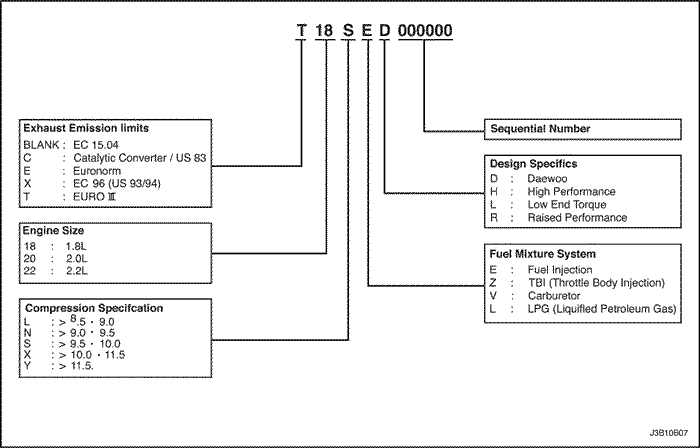 T 18 S E D 000000
Exhaust Emission limits
BLANK : EC 15.04
C : Catalytic Converter / US 83
E : Euronorm
X : EC 96 (US 93/94)
T : EURO III
Engine Size
18 : 1.8L
20 : 2.0L
22 : 2.2L
Compression Specifcation
L : > 8.5 · 9.0
N : > 9.0 · 9.5
S : > 9.5 · 10.0
X : > 10.0 · 11.5
Y : > 11.5.
Sequential Number
Design Specifics
D : Daewoo
H : High Performance
L : Low End Torque
R : Raised Performance
Fuel Mixture System
E : Fuel Injection
Z : TBI (Throttle Body Injection)
V : Carburetor
L : LPG (Liquified Petroleum Gas)
J3B10B07